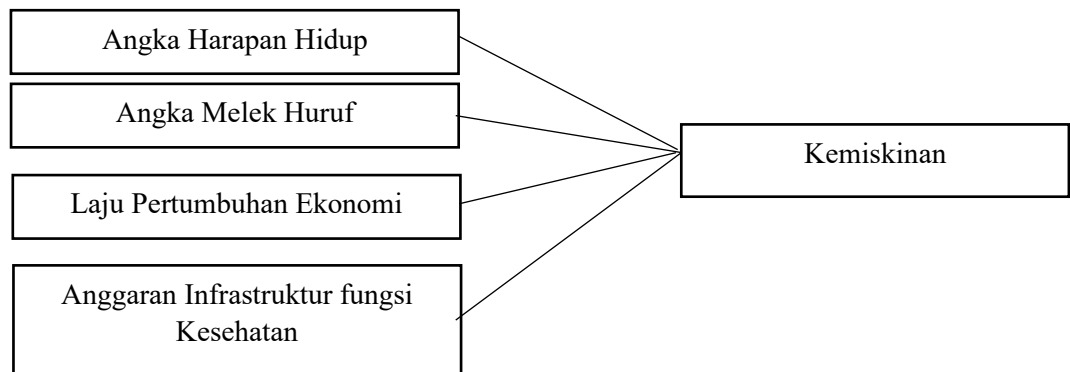 Angka Harapan Hidup
Angka Melek Huruf
Kemiskinan
Laju Pertumbuhan Ekonomi
Anggaran Infrastruktur fungsi
Kesehatan